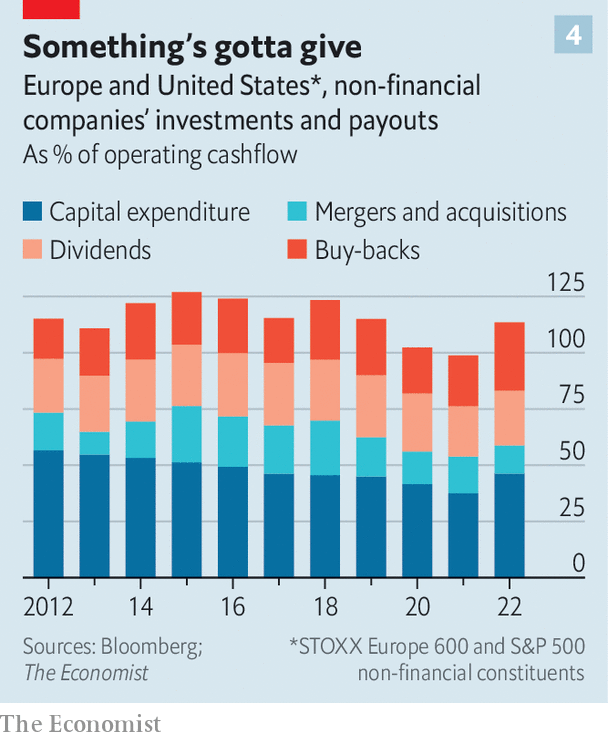 4
Something's gotta give
Europe and United States*, non-financial
companies' investments and payouts
As % of operating cashflow
Capital expenditure
Mergers and acquisitions
Dividends
Buy-backs
125
100
75
50
25
0
2012 14 16 18 20 22
Sources: Bloomberg;
The Economist
*STOXX Europe 600 and S&P 500
non-financial constituents
The Economist